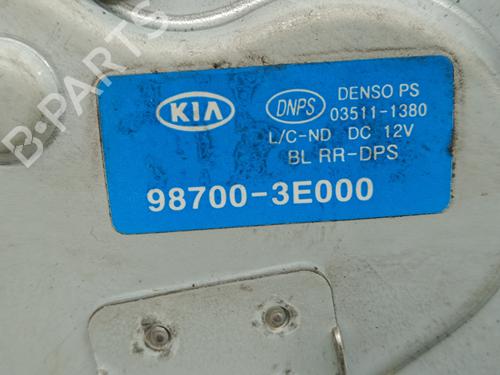 KIA
DNPS
DENSO PS
03511-1380
L/C-ND DC 12V
BL RR-DPS
98700-3E000
B-PARTS